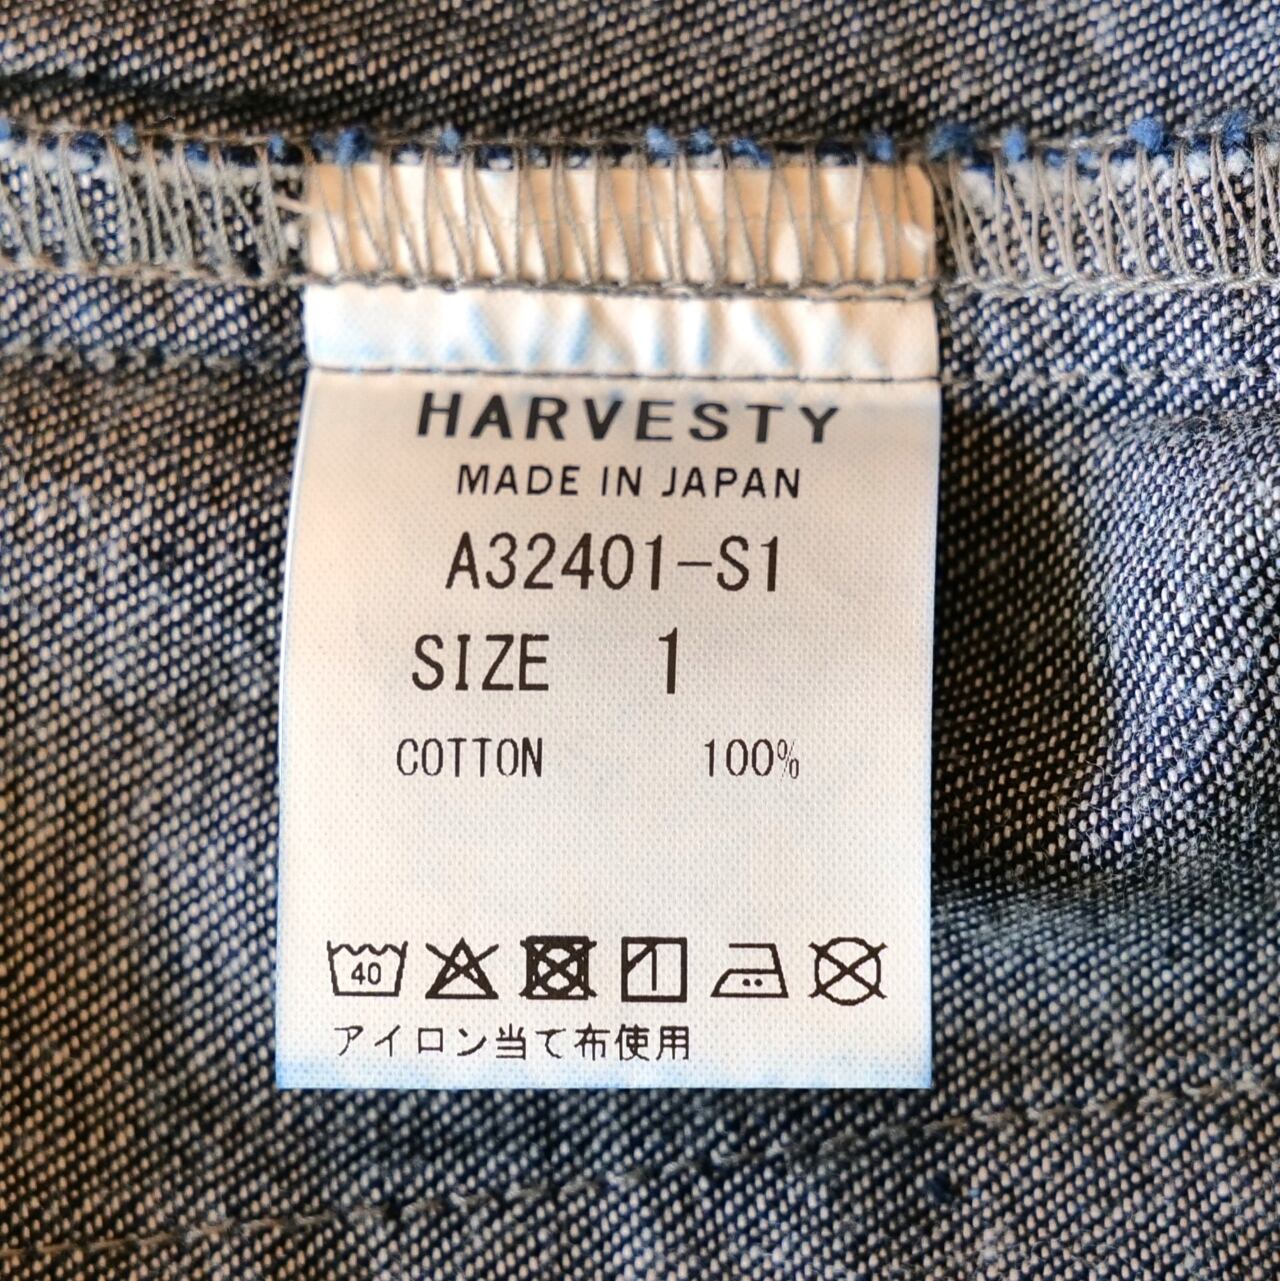 HARVESTY
MADE IN JAPAN
A32401-S1
SIZE 1
COTTON 100%
40
アイロン当て布使用